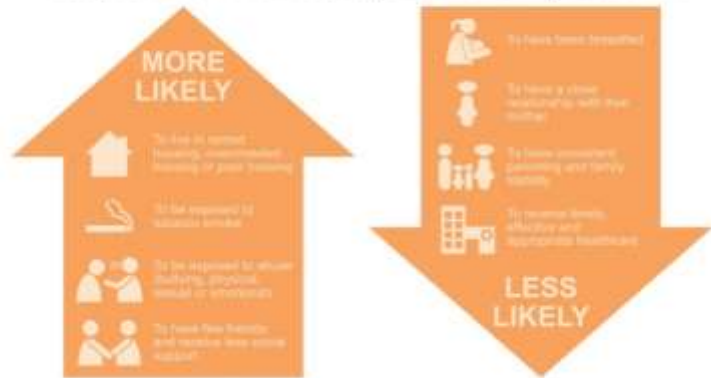 MORE
LIKELY
To live in rented
housing, overcrowded
housing or poor housing
To be exposed to
tobacco smoke
To be exposed to abuse
(bullying, physical,
sexual or emotional)
To have few friends
and receive less social
support
To have been breastfed
To have a close
relationship with their
mother
To have consistent
parenting and family
To receive timely,
effective and
appropriate healthcare
LESS
LIKELY